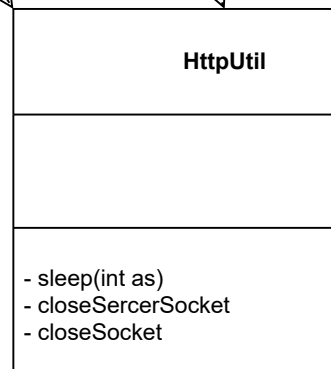 HttpUtil
- sleep(int as)
- closeSercerSocket
- closeSocket